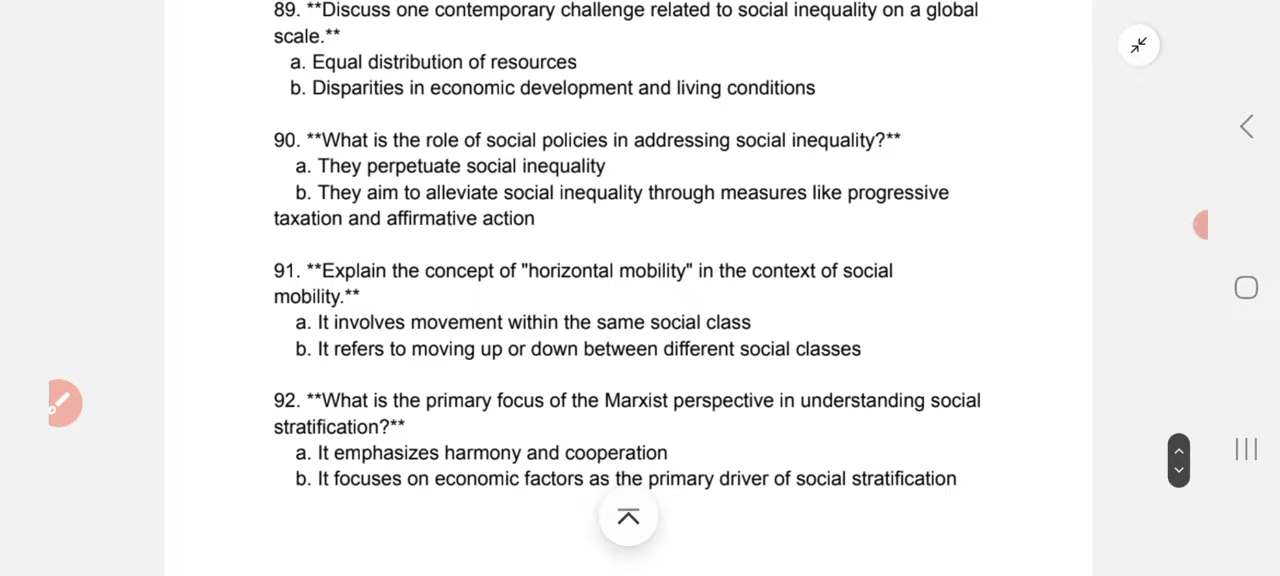 89. **Discuss one contemporary challenge related to social inequality on a global
scale.**
a. Equal distribution of resources
b. Disparities in economic development and living conditions
90. **What is the role of social policies in addressing social inequality?**
a. They perpetuate social inequality
b. They aim to alleviate social inequality through measures like progressive
taxation and affirmative action
91. **Explain the concept of "horizontal mobility" in the context of social
mobility.**
a. It involves movement within the same social class
b. It refers to moving up or down between different social classes
92. **What is the primary focus of the Marxist perspective in understanding social
stratification?**
a. It emphasizes harmony and cooperation
b. It focuses on economic factors as the primary driver of social stratification